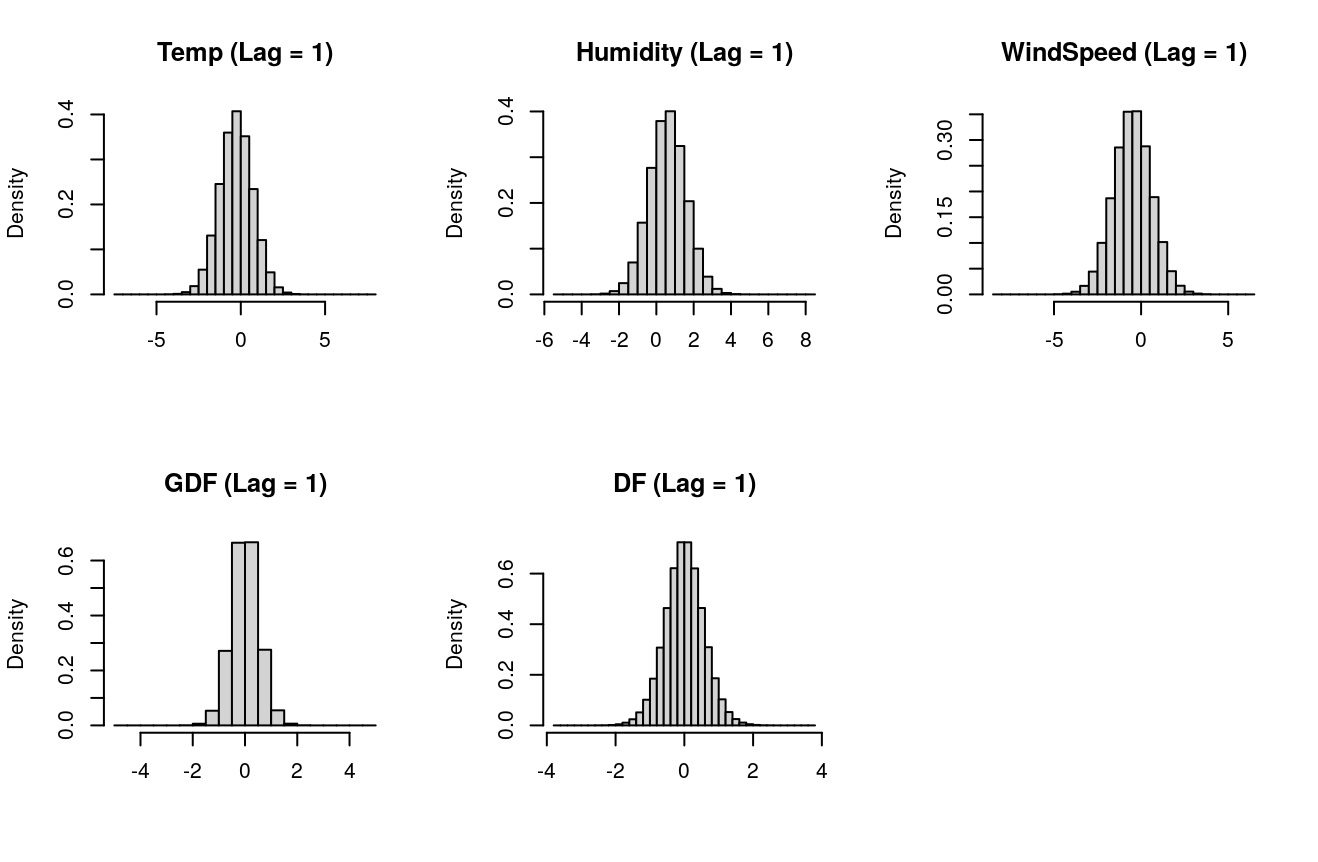 Temp (Lag = 1)
Density
0.0 0.2 0.4
-5 0 5
Humidity (Lag = 1)
Density
0.0 0.2 0.4
-6 -4 -2 0 2 4 6 8
WindSpeed (Lag = 1)
Density
0.00 0.15 0.30
-5 0 5
GDF (Lag = 1)
Density
0.0 0.2 0.4 0.6
-4 -2 0 2 4
DF (Lag = 1)
Density
0.0 0.2 0.4 0.6
-4 -2 0 2 4